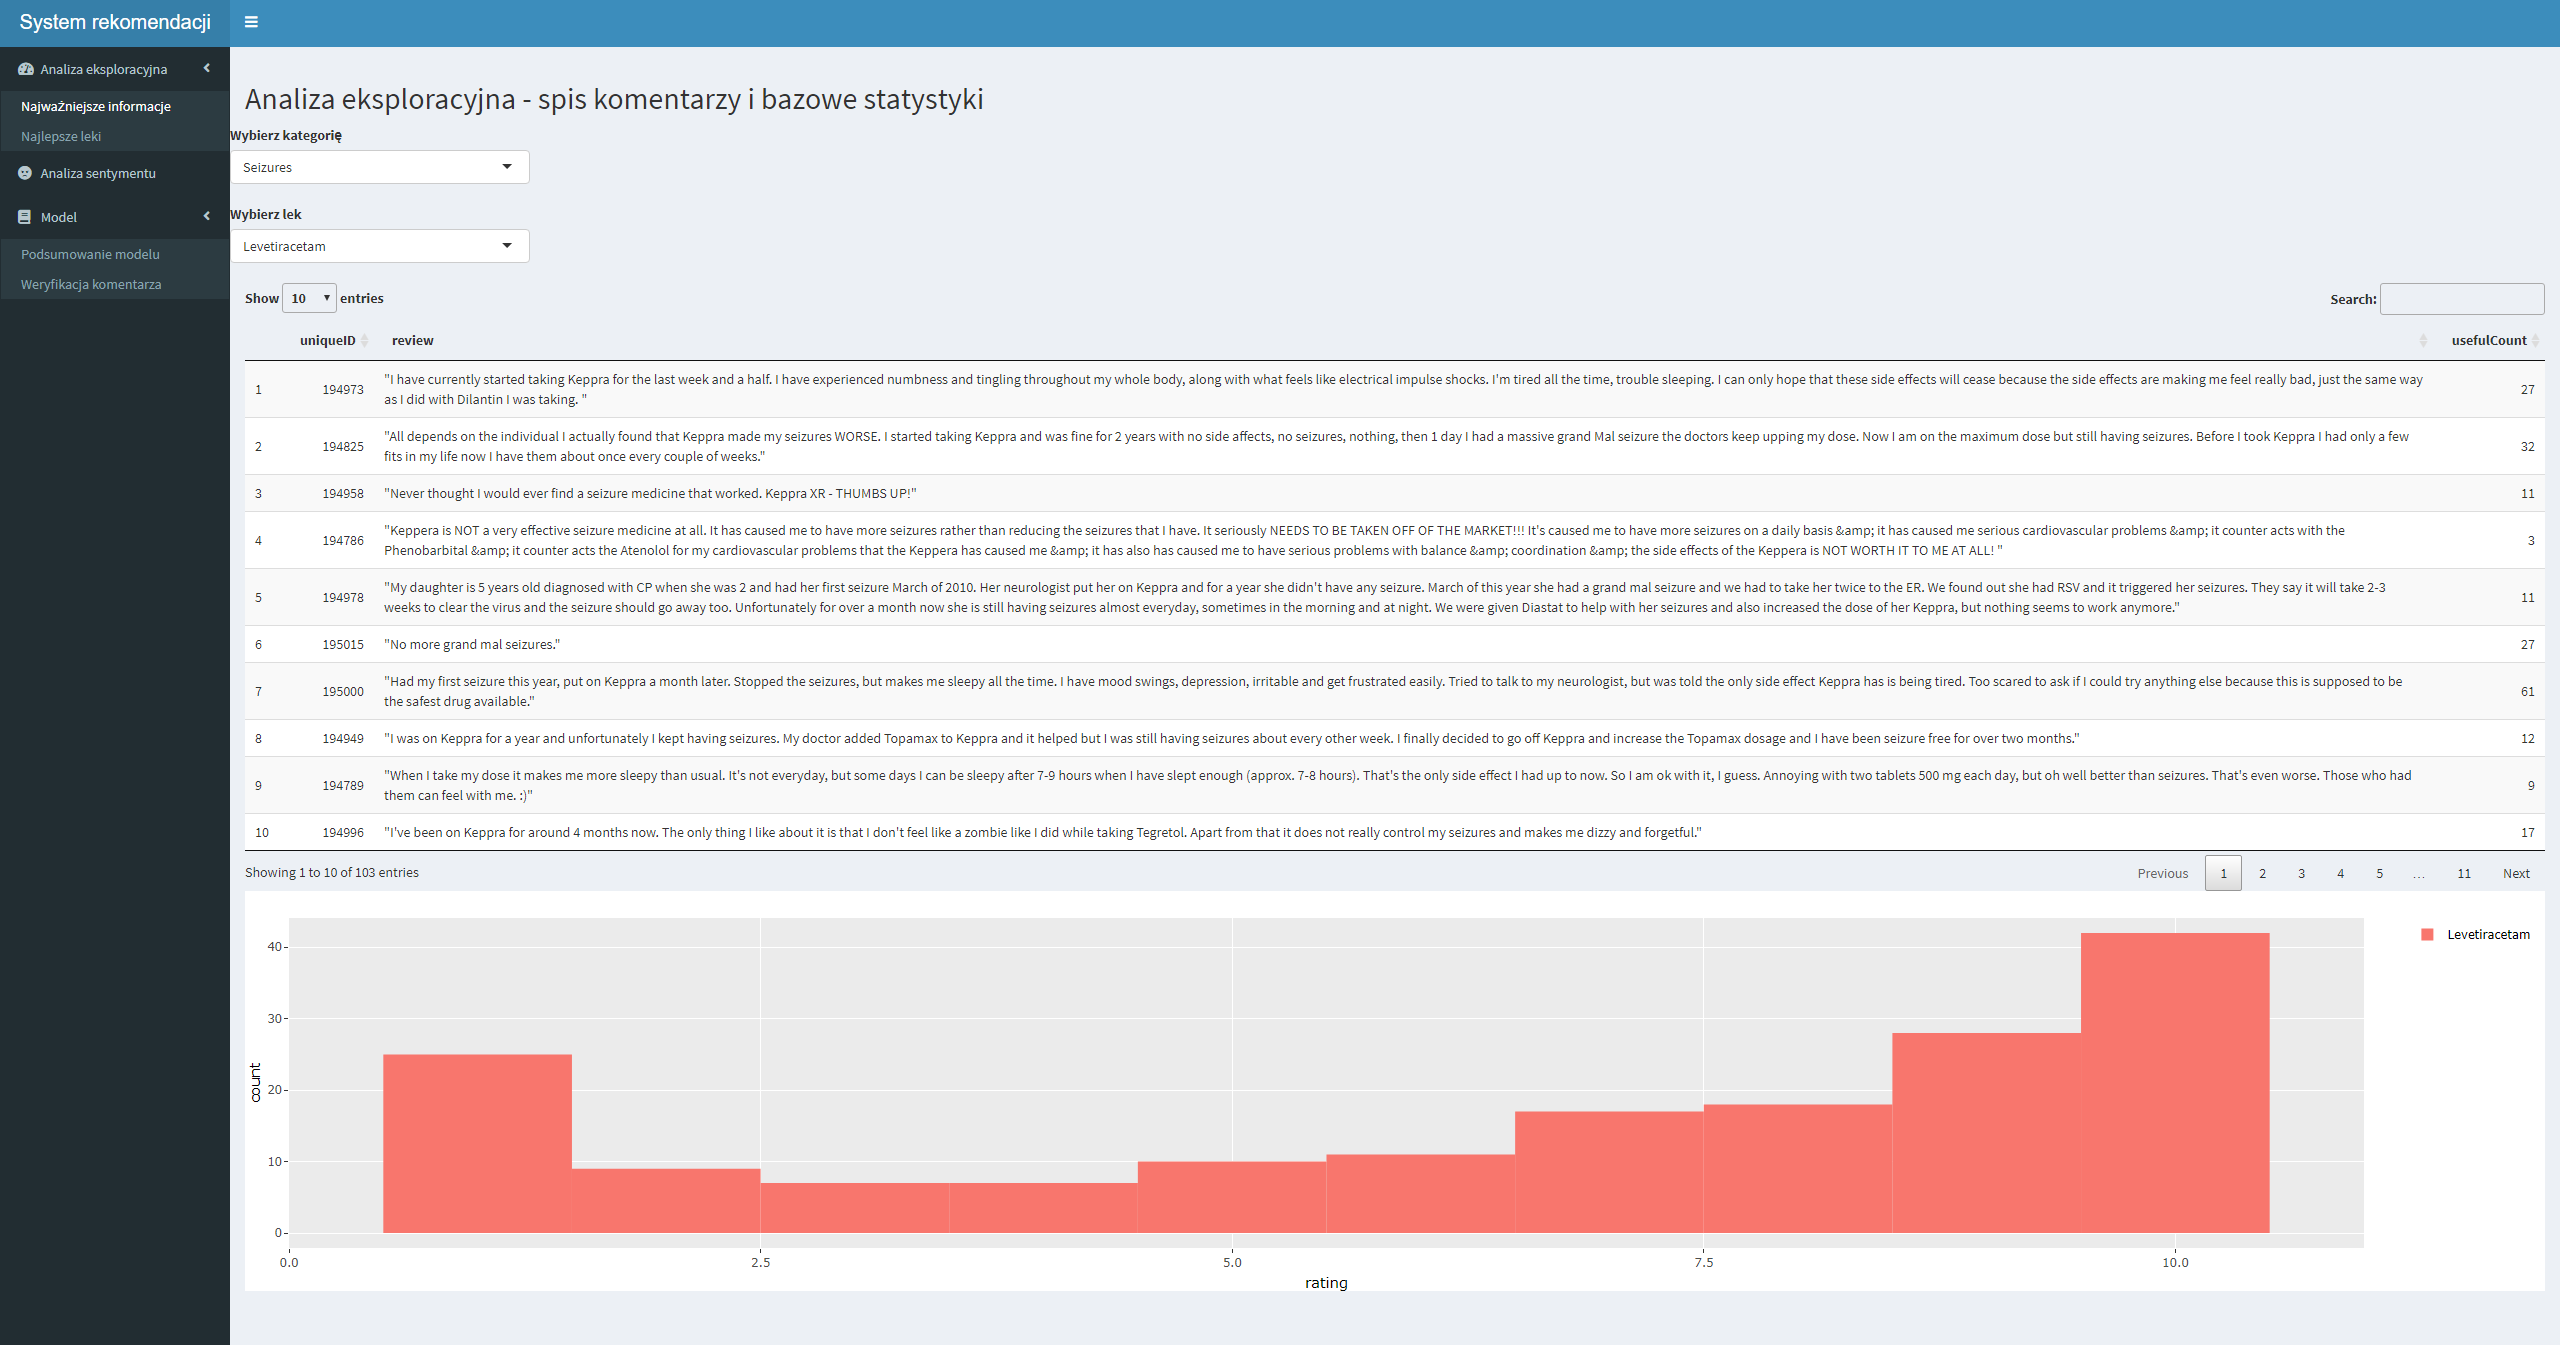 System rekomendacji
Analiza eksploracyjna
Najważniejsze informacje
Najlepsze leki
Analiza sentymentu
Model
Podsumowanie modelu
Weryfikacja komentarza
Analiza eksploracyjna - spis komentarzy i bazowe statystyki
Wybierz kategorię
Seizures
Wybierz lek
Levetiracetam
Show 10 entries
Search:
uniqueID review usefulCount
1 194973 "I have currently started taking Keppra for the last week and a half. I have experienced numbness and tingling throughout my whole body, along with what feels like electrical impulse shocks. I'm tired all the time, trouble sleeping. I can only hope that these side effects will cease because the side effects are making me feel really bad, just the same way 27
as I did with Dilantin I was taking. "
2 194825 "All depends on the individual I actually found that Keppra made my seizures WORSE. I started taking Keppra and was fine for 2 years with no side affects, no seizures, nothing, then 1 day I had a massive grand Mal seizure the doctors keep upping my dose. Now I am on the maximum dose but still having seizures. Before I took Keppra I had only a few 32
fits in my life now I have them about once every couple of weeks."
3 194958 "Never thought I would ever find a seizure medicine that worked. Keppra XR - THUMBS UP!" 11
4 194786 "Keppera is NOT a very effective seizure medicine at all. It has caused me to have more seizures rather than reducing the seizures that I have. It seriously NEEDS TO BE TAKEN OFF OF THE MARKET!!! It's caused me to have more seizures on a daily basis &amp; it has caused me serious cardiovascular problems &amp; it counter acts with the 3
Phenobarbital &amp; it counter acts the Atenolol for my cardiovascular problems that the Keppera has caused me &amp; it has also has caused me to have serious problems with balance &amp; coordination &amp; the side effects of the Keppera is NOT WORTH IT TO ME AT ALL! "
5 194978 "My daughter is 5 years old diagnosed with CP when she was 2 and had her first seizure March of 2010. Her neurologist put her on Keppra and for a year she didn't have any seizure. March of this year she had a grand mal seizure and we had to take her twice to the ER. We found out she had RSV and it triggered her seizures. They say it will take 2-3 11
weeks to clear the virus and the seizure should go away too. Unfortunately for over a month now she is still having seizures almost everyday, sometimes in the morning and at night. We were given Diastat to help with her seizures and also increased the dose of her Keppra, but nothing seems to work anymore."
6 195015 "No more grand mal seizures." 27
7 195000 "Had my first seizure this year, put on Keppra a month later. Stopped the seizures, but makes me sleepy all the time. I have mood swings, depression, irritable and get frustrated easily. Tried to talk to my neurologist, but was told the only side effect Keppra has is being tired. Too scared to ask if I could try anything else because this is supposed to be 61
the safest drug available."
8 194949 "I was on Keppra for a year and unfortunately I kept having seizures. My doctor added Topamax to Keppra and it helped but I was still having seizures about every other week. I finally decided to go off Keppra and increase the Topamax dosage and I have been seizure free for over two months." 12
9 194789 "When I take my dose it makes me more sleepy than usual. It's not everyday, but some days I can be sleepy after 7-9 hours when I have slept enough (approx. 7-8 hours). That's the only side effect I had up to now. So I am ok with it, I guess. Annoying with two tablets 500 mg each day, but oh well better than seizures. That's even worse. Those who had 9
them can feel with me. :)"
10 194996 "I've been on Keppra for around 4 months now. The only thing I like about it is that I don't feel like a zombie like I did while taking Tegretol. Apart from that it does not really control my seizures and makes me dizzy and forgetful." 17
Showing 1 to 10 of 103 entries
Previous 1 2 3 4 5 … 11 Next
Levetiracetam
40
30
20
10
0
count
0.0 2.5 5.0 7.5 10.0
rating